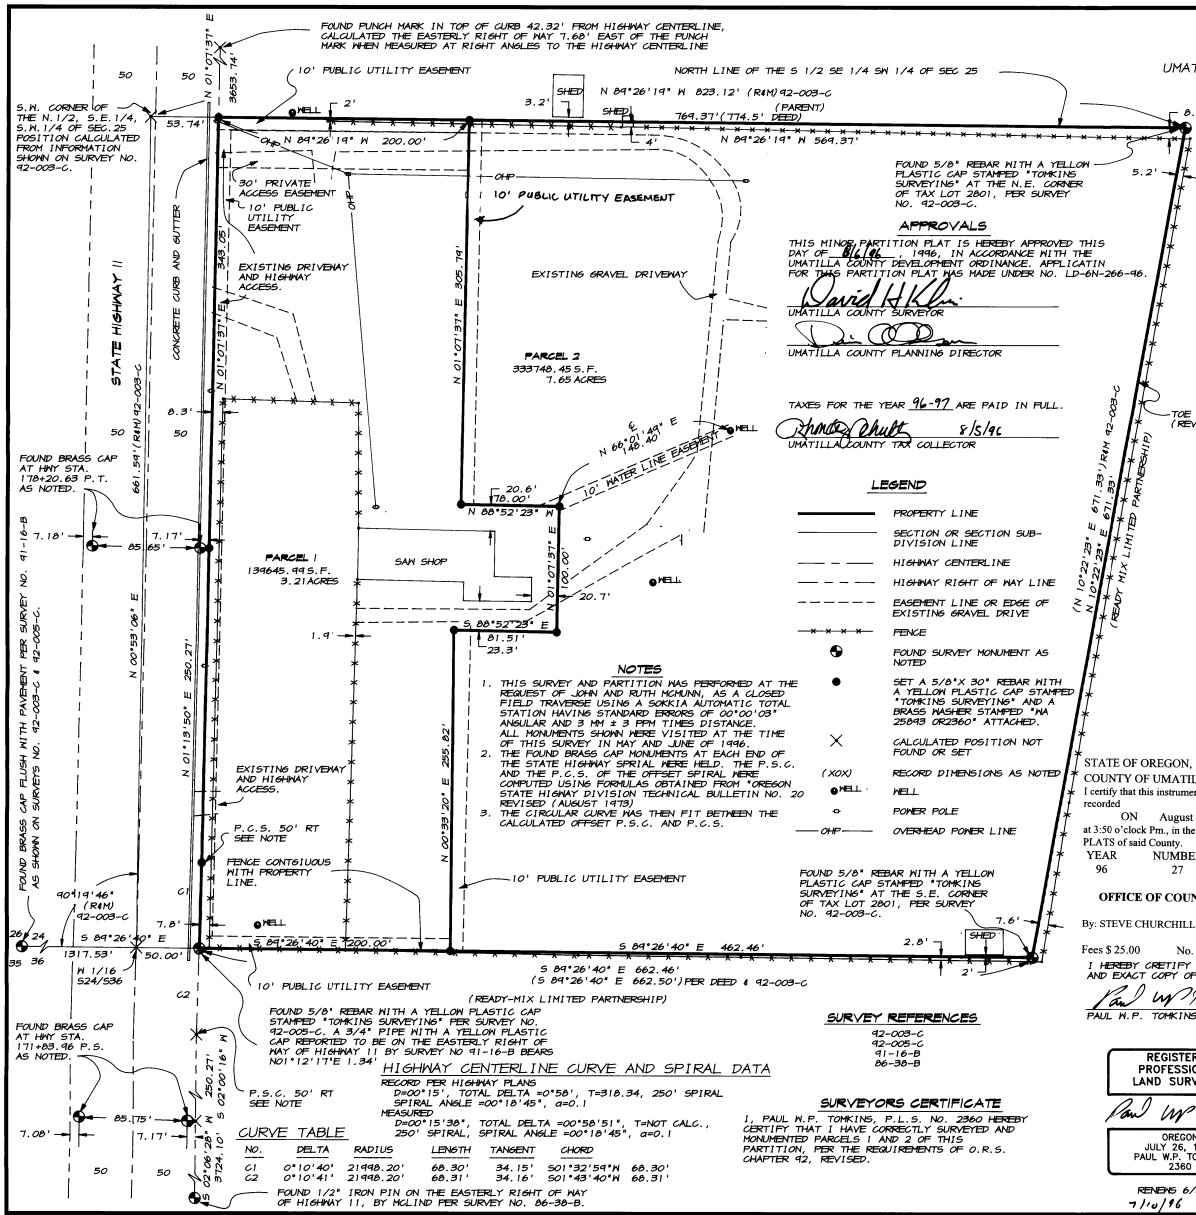 FOUND PUNCH MARK IN TOP OF CURB 42.32' FROM HIGHWAY CENTERLINE,
CALCULATED THE EASTERLY RIGHT OF WAY 7.68' EAST OF THE PUNCH
MARK WHEN MEASURED AT RIGHT ANGLES TO THE HIGHWAY CENTERLINE
N 01°07'37" E
3653.74'
50
50
10' PUBLIC UTILITY EASEMENT
NORTH LINE OF THE S 1/2 SE 1/4 SW 1/4 OF SEC 25
UMAT
S.W. CORNER OF
THE N.1/2, S.E.1/4,
S.W.1/4 OF SEC.25
POSITION CALCULATED
FROM INFORMATION
SHOWN ON SURVEY NO.
92-003-C.
53.74'
WELL
2'
3.2'
SHED
SHED
4'
N 89°26'19" W 823.12' (R&M) 92-003-C
(PARENT)
769.37' (774.5' DEED)
N 89°26'19" W 200.00'
N 89°26'19" W 569.37'
8.
5.2'
FOUND 5/8" REBAR WITH A YELLOW
PLASTIC CAP STAMPED "TOMKINS
SURVEYING" AT THE N.E. CORNER
OF TAX LOT 2801, PER SURVEY
NO. 92-003-C.
OHP
OHP
OHP
30' PRIVATE
ACCESS EASEMENT
10' PUBLIC
UTILITY
EASEMENT
10' PUBLIC UTILITY EASEMENT
EXISTING DRIVEWAY
AND HIGHWAY
ACCESS.
EXISTING GRAVEL DRIVEWAY
CONCRETE CURB AND GUTTER
STATE HIGHWAY 11
N 01°07'37" E 343.05'
N 01°07'37" E 305.79'
APPROVALS
THIS MINOR PARTITION PLAT IS HEREBY APPROVED THIS
DAY OF 8/6/96, 1996, IN ACCORDANCE WITH THE
UMATILLA COUNTY DEVELOPMENT ORDINANCE. APPLICATIN
FOR THIS PARTITION PLAT WAS MADE UNDER NO. LD-6N-266-96.
UMATILLA COUNTY SURVEYOR
UMATILLA COUNTY PLANNING DIRECTOR
TAXES FOR THE YEAR 96-97 ARE PAID IN FULL.
8/5/96
UMATILLA COUNTY TAX COLLECTOR
PARCEL 2
333748.45 S.F.
7.65 ACRES
8.3'
50
50
661.59' (R&M) 92-003-C
FOUND BRASS CAP
AT HWY STA.
178+20.63 P.T.
AS NOTED.
7.18'
85.65'
7.17'
N 66°01'49" E
148.40'
10' WATER LINE EASEMENT
WELL
20.6'
78.00'
N 88°52'23" W
N 01°07'37" E
100.00'
20.7'
SAW SHOP
WELL
PARCEL 1
139645.99 S.F.
3.21 ACRES
S 88°52'23" E
81.51'
23.3'
1.9'
N 00°53'06" E
N 01°13'50" E 250.27'
FOUND BRASS CAP FLUSH WITH PAVEMENT PER SURVEY NO. 91-16-B
AS SHOWN ON SURVEYS NO. 92-003-C & 92-005-C.
(N 10°22'23" E 671.33') R&M 92-003-C
N 10°22'23" E 671.33'
(READY MIX LIMITED PARTNERSHIP)
TOE
(REV
LEGEND
PROPERTY LINE
SECTION OR SECTION SUB-
DIVISION LINE
HIGHWAY CENTERLINE
HIGHWAY RIGHT OF WAY LINE
EASEMENT LINE OR EDGE OF
EXISTING GRAVEL DRIVE
FENCE
FOUND SURVEY MONUMENT AS
NOTED
SET A 5/8"X 30" REBAR WITH
A YELLOW PLASTIC CAP STAMPED
"TOMKINS SURVEYING" AND A
BRASS WASHER STAMPED "WA
25693 OR2360" ATTACHED.
CALCULATED POSITION NOT
FOUND OR SET
(XOX) RECORD DIMENSIONS AS NOTED
WELL WELL
POWER POLE
OHP OVERHEAD POWER LINE
NOTES
1. THIS SURVEY AND PARTITION WAS PERFORMED AT THE
REQUEST OF JOHN AND RUTH MCMUNN, AS A CLOSED
FIELD TRAVERSE USING A SOKKIA AUTOMATIC TOTAL
STATION HAVING STANDARD ERRORS OF 00°00'03"
ANGULAR AND 3 MM ± 3 PPM TIMES DISTANCE.
ALL MONUMENTS SHOWN WERE VISITED AT THE TIME
OF THIS SURVEY IN MAY AND JUNE OF 1996.
2. THE FOUND BRASS CAP MONUMENTS AT EACH END OF
THE STATE HIGHWAY SPRIAL WERE HELD. THE P.S.C.
AND THE P.C.S. OF THE OFFSET SPIRAL WERE
COMPUTED USING FORMULAS OBTAINED FROM "OREGON
STATE HIGWAY DIVISION TECHNICAL BULLETIN NO. 20
REVISED (AUGUST 1973)
3. THE CIRCULAR CURVE WAS THEN FIT BETWEEN THE
CALCULATED OFFSET P.S.C. AND P.C.S.
EXISTING DRIVEWAY
AND HIGHWAY
ACCESS.
P.C.S. 50' RT
SEE NOTE
FENCE CONTGIUOUS
WITH PROPERTY
LINE.
N 00°33'20" E 255.82'
10' PUBLIC UTILITY EASEMENT
FOUND 5/8" REBAR WITH A YELLOW
PLASTIC CAP STAMPED "TOMKINS
SURVEYING" AT THE S.E. CORNER
OF TAX LOT 2801, PER SURVEY
NO. 92-003-C.
STATE OF OREGON,
COUNTY OF UMATIL
I certify that this instrumen
recorded
ON August
at 3:50 o'clock Pm., in the
PLATS of said County.
YEAR NUMBE
96 27
OFFICE OF COUN
By: STEVE CHURCHILL
Fees $ 25.00 No.
I HEREBY CRETIFY
AND EXACT COPY OF
PAUL W.P. TOMKINS
C1
90°19'46"
(R&M)
92-003-C
7.8'
WELL
26 24
35 36
S 89°26'40" E
1317.53'
50.00'
W 1/16
S24/S36
S 89°26'40" E 200.00'
S 89°26'40" E 462.46'
2.8'
SHED
2'
7.6'
S 89°26'40" E 662.46'
(S 89°26'40" E 662.50') PER DEED & 92-003-C
(READY-MIX LIMITED PARTNERSHIP)
10' PUBLIC UTILITY EASEMENT
C2
FOUND 5/8" REBAR WITH A YELLOW PLASTIC CAP
STAMPED "TOMKINS SURVEYING" PER SURVEY NO.
92-005-C. A 3/4" PIPE WITH A YELLOW PLASTIC
CAP REPORTED TO BE ON THE EASTERLY RIGHT OF
WAY OF HIGHWAY 11 BY SURVEY NO 91-16-B BEARS
N01°12'17"E 1.34'
FOUND BRASS CAP
AT HWY STA.
171+83.96 P.S.
AS NOTED.
P.S.C. 50' RT
SEE NOTE
250.27'
S 02°00'16" W
85.75'
7.08'
7.17'
50
50
S 02°06'28" W
3724.10'
HIGHWAY CENTERLINE CURVE AND SPIRAL DATA
RECORD PER HIGHWAY PLANS
D=00°15', TOTAL DELTA =0°58', T=318.34, 250' SPIRAL
SPIRAL ANGLE =00°18'45", a=0.1
MEASURED
D=00°15'38", TOTAL DELTA =00°58'51", T=NOT CALC.,
250' SPIRAL, SPIRAL ANGLE =00°18'45", a=0.1
CURVE TABLE
NO. DELTA RADIUS LENGTH TANGENT CHORD
C1 0°10'40" 21998.20' 68.30' 34.15' S01°32'59"W 68.30'
C2 0°10'41" 21998.20' 68.31' 34.16' S01°43'40"W 68.31'
FOUND 1/2" IRON PIN ON THE EASTERLY RIGHT OF WAY
OF HIGHWAY 11, BY MCLIND PER SURVEY NO. 86-38-B.
SURVEY REFERENCES
92-003-C
92-005-C
91-16-B
86-38-B
SURVEYORS CERTIFICATE
I, PAUL W.P. TOMKINS, P.L.S. NO. 2360 HEREBY
CERTIFY THAT I HAVE CORRECTLY SURVEYED AND
MONUMENTED PARCELS 1 AND 2 OF THIS
PARTITION, PER THE REQUIREMENTS OF O.R.S.
CHAPTER 92, REVISED.
REGISTER
PROFESSIO
LAND SURV
OREGON
JULY 26, 1
PAUL W.P. TO
2360
RENEWS 6/
7/10/96